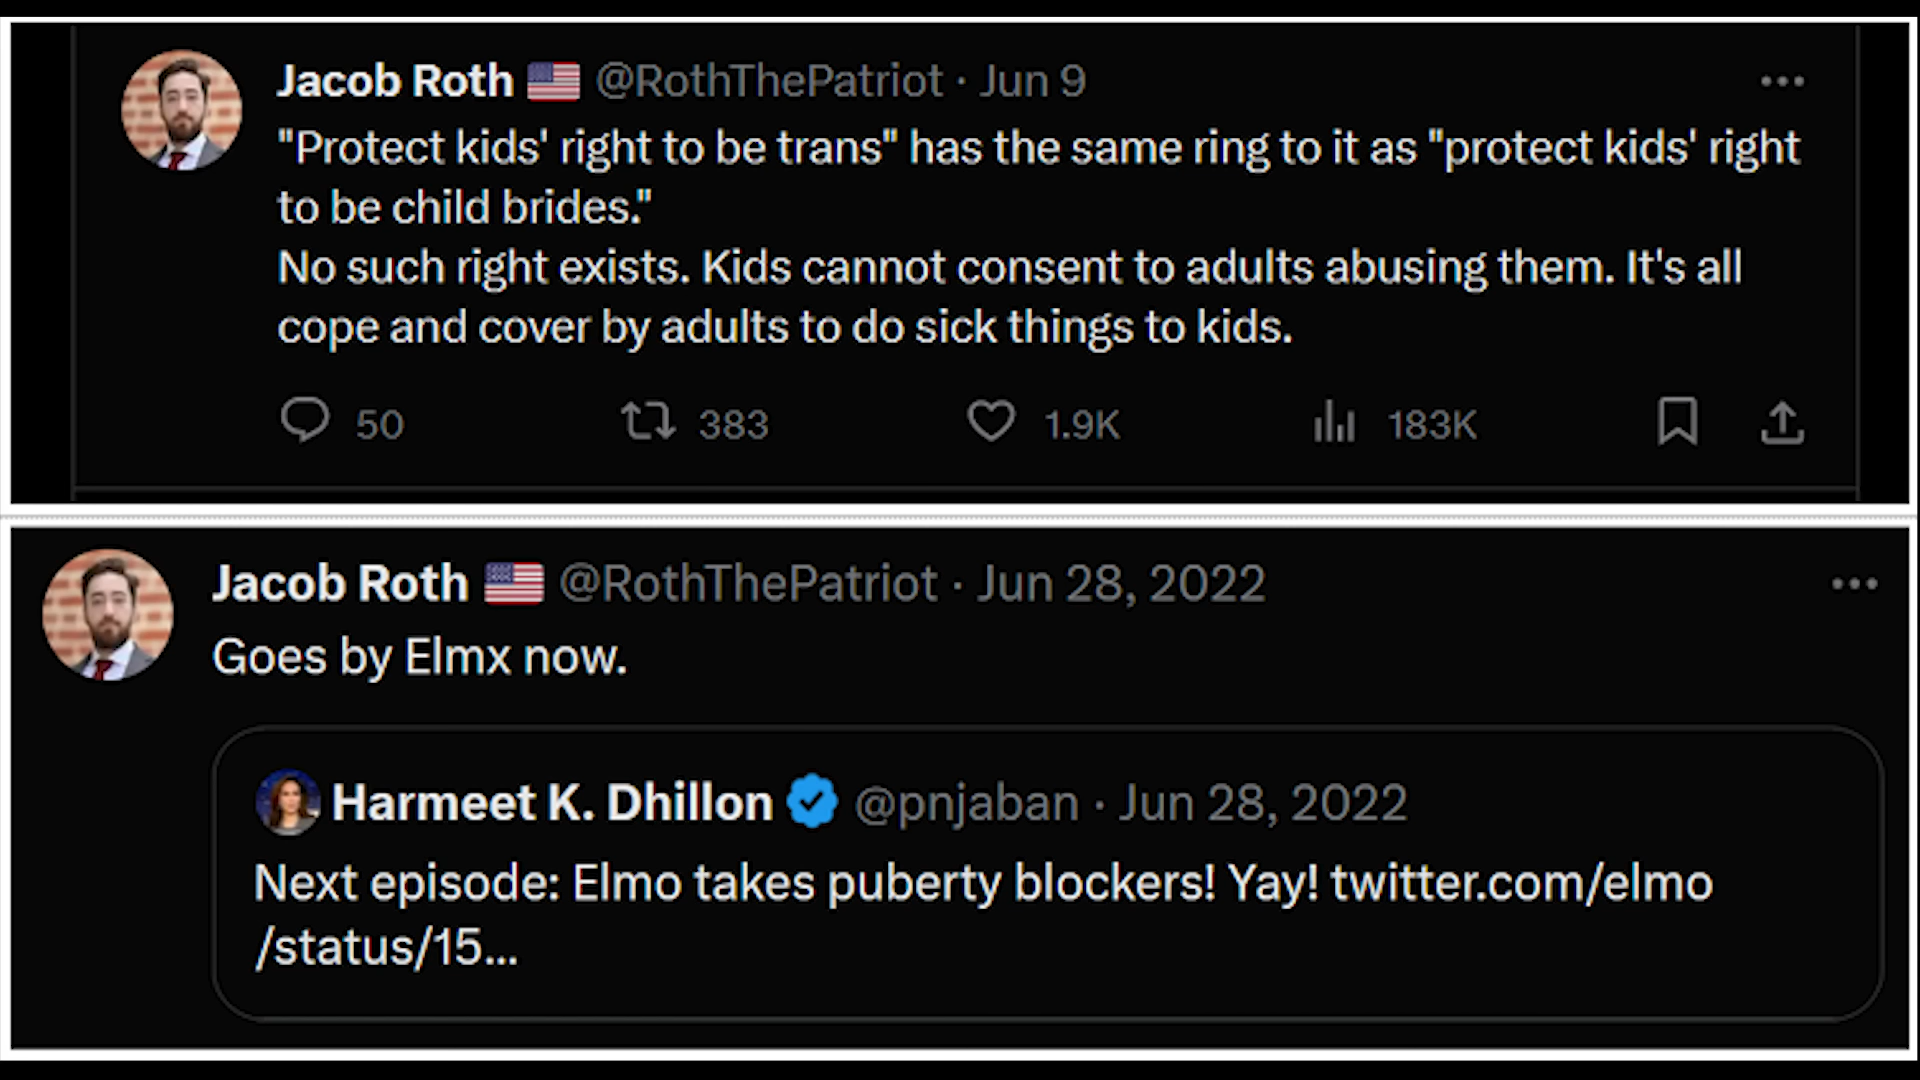 Jacob Roth 🇺🇸 @RothThePatriot · Jun 9
"Protect kids' right to be trans" has the same ring to it as "protect kids' right
to be child brides."
No such right exists. Kids cannot consent to adults abusing them. It's all
cope and cover by adults to do sick things to kids.
50 383 1.9K 183K
Jacob Roth 🇺🇸 @RothThePatriot · Jun 28, 2022
Goes by Elmx now.
Harmeet K. Dhillon @pnjaban · Jun 28, 2022
Next episode: Elmo takes puberty blockers! Yay! twitter.com/elmo
/status/15...